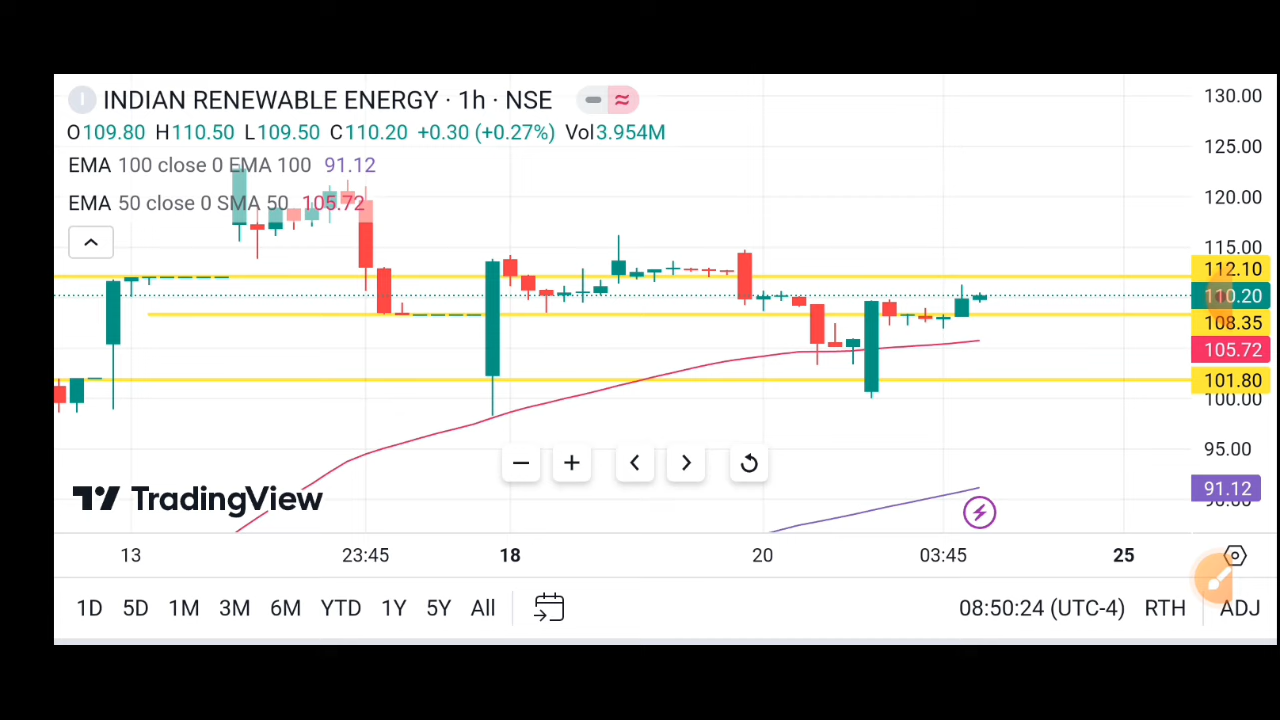 INDIAN RENEWABLE ENERGY · 1h · NSE
O109.80 H110.50 L109.50 C110.20 +0.30 (+0.27%) Vol3.954M
EMA 100 close 0 EMA 100 91.12
EMA 50 close 0 SMA 50 105.72
130.00
125.00
120.00
115.00
112.10
110.20
108.35
105.72
101.80
100.00
95.00
91.12
90.00
TradingView
13 23:45 18 20 03:45 25
1D 5D 1M 3M 6M YTD 1Y 5Y All 08:50:24 (UTC-4) RTH ADJ